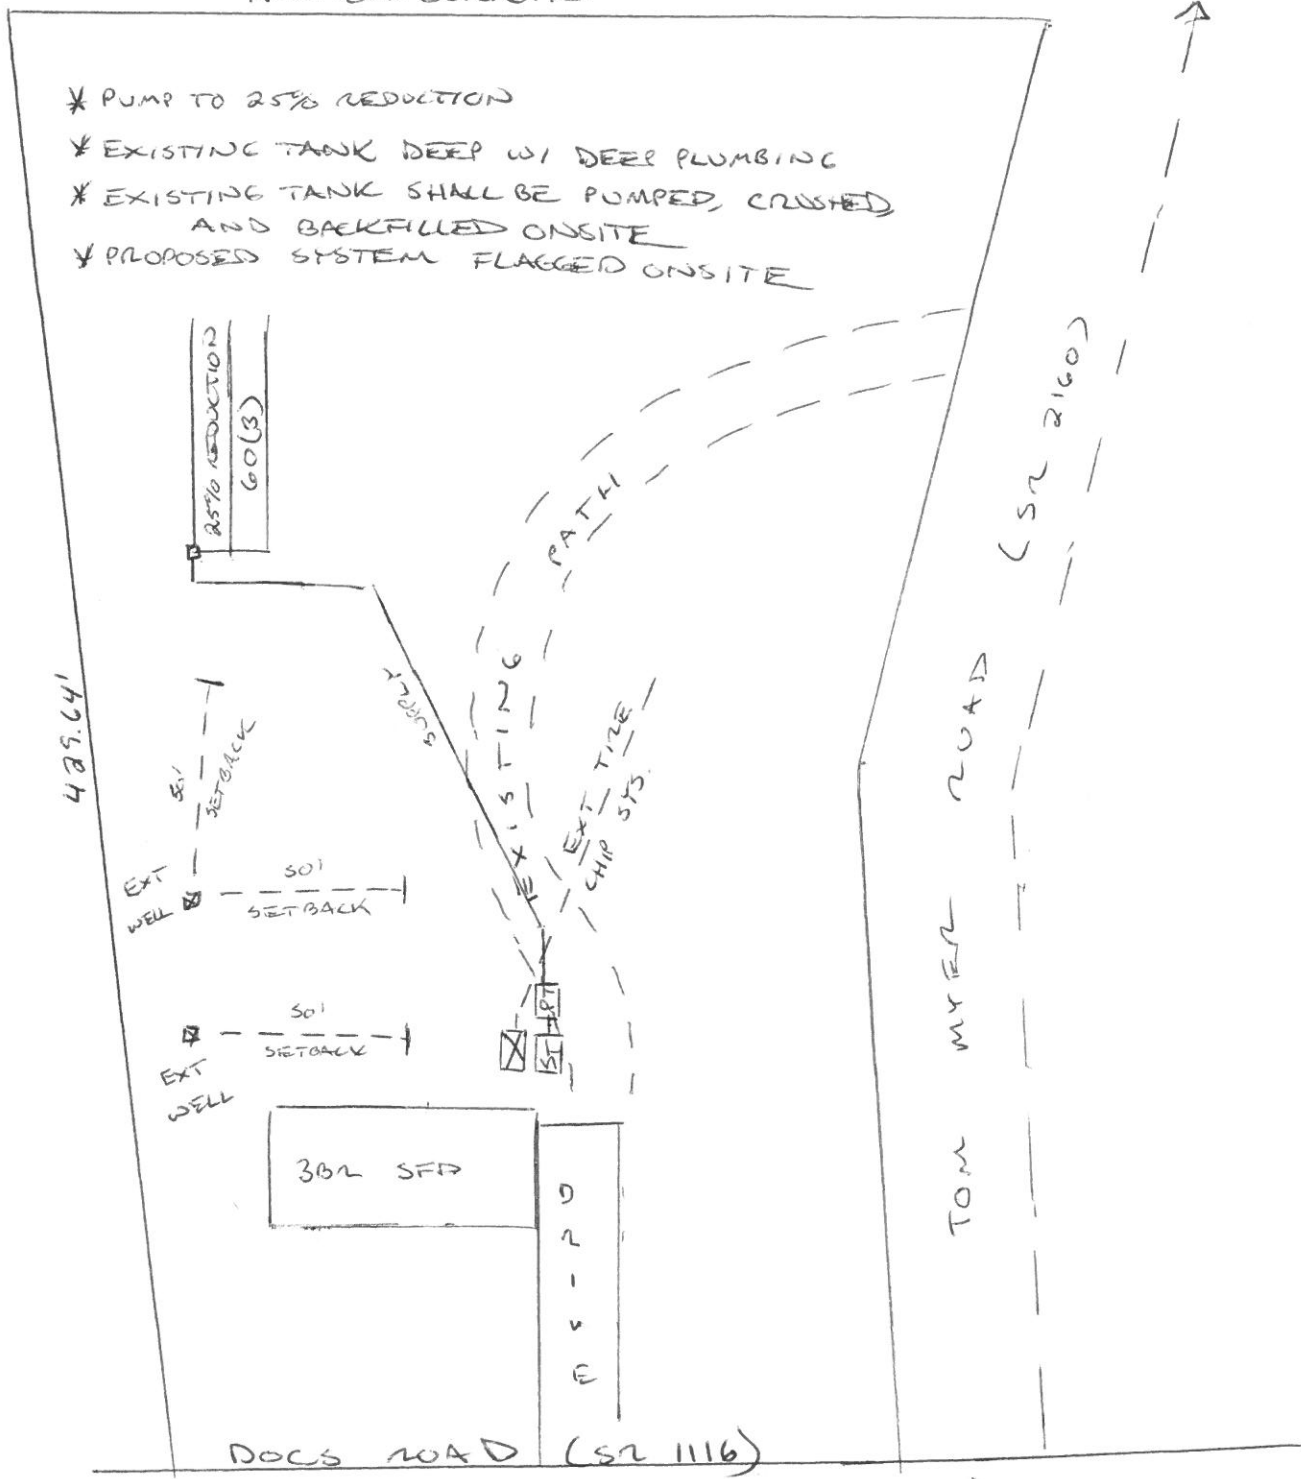 * PUMP TO 25% REDUCTION
* EXISTING TANK DEEP W/ DEEP PLUMBING
* EXISTING TANK SHALL BE PUMPED, CRUSHED,
AND BACKFILLED ONSITE
* PROPOSED SYSTEM FLAGGED ONSITE
25% REDUCTION
60(3)
PATH
EXISTING
(SR 2160)
TOM MYER ROAD
SUPPLY
429.64'
50'
SETBACK
EXT TIRE
CHIP SYS.
EXT
WELL
50'
SETBACK
EXT
WELL
50'
SETBACK
PT
ST
3BR SFD
DRIVE
DOCS ROAD (SR 1116)